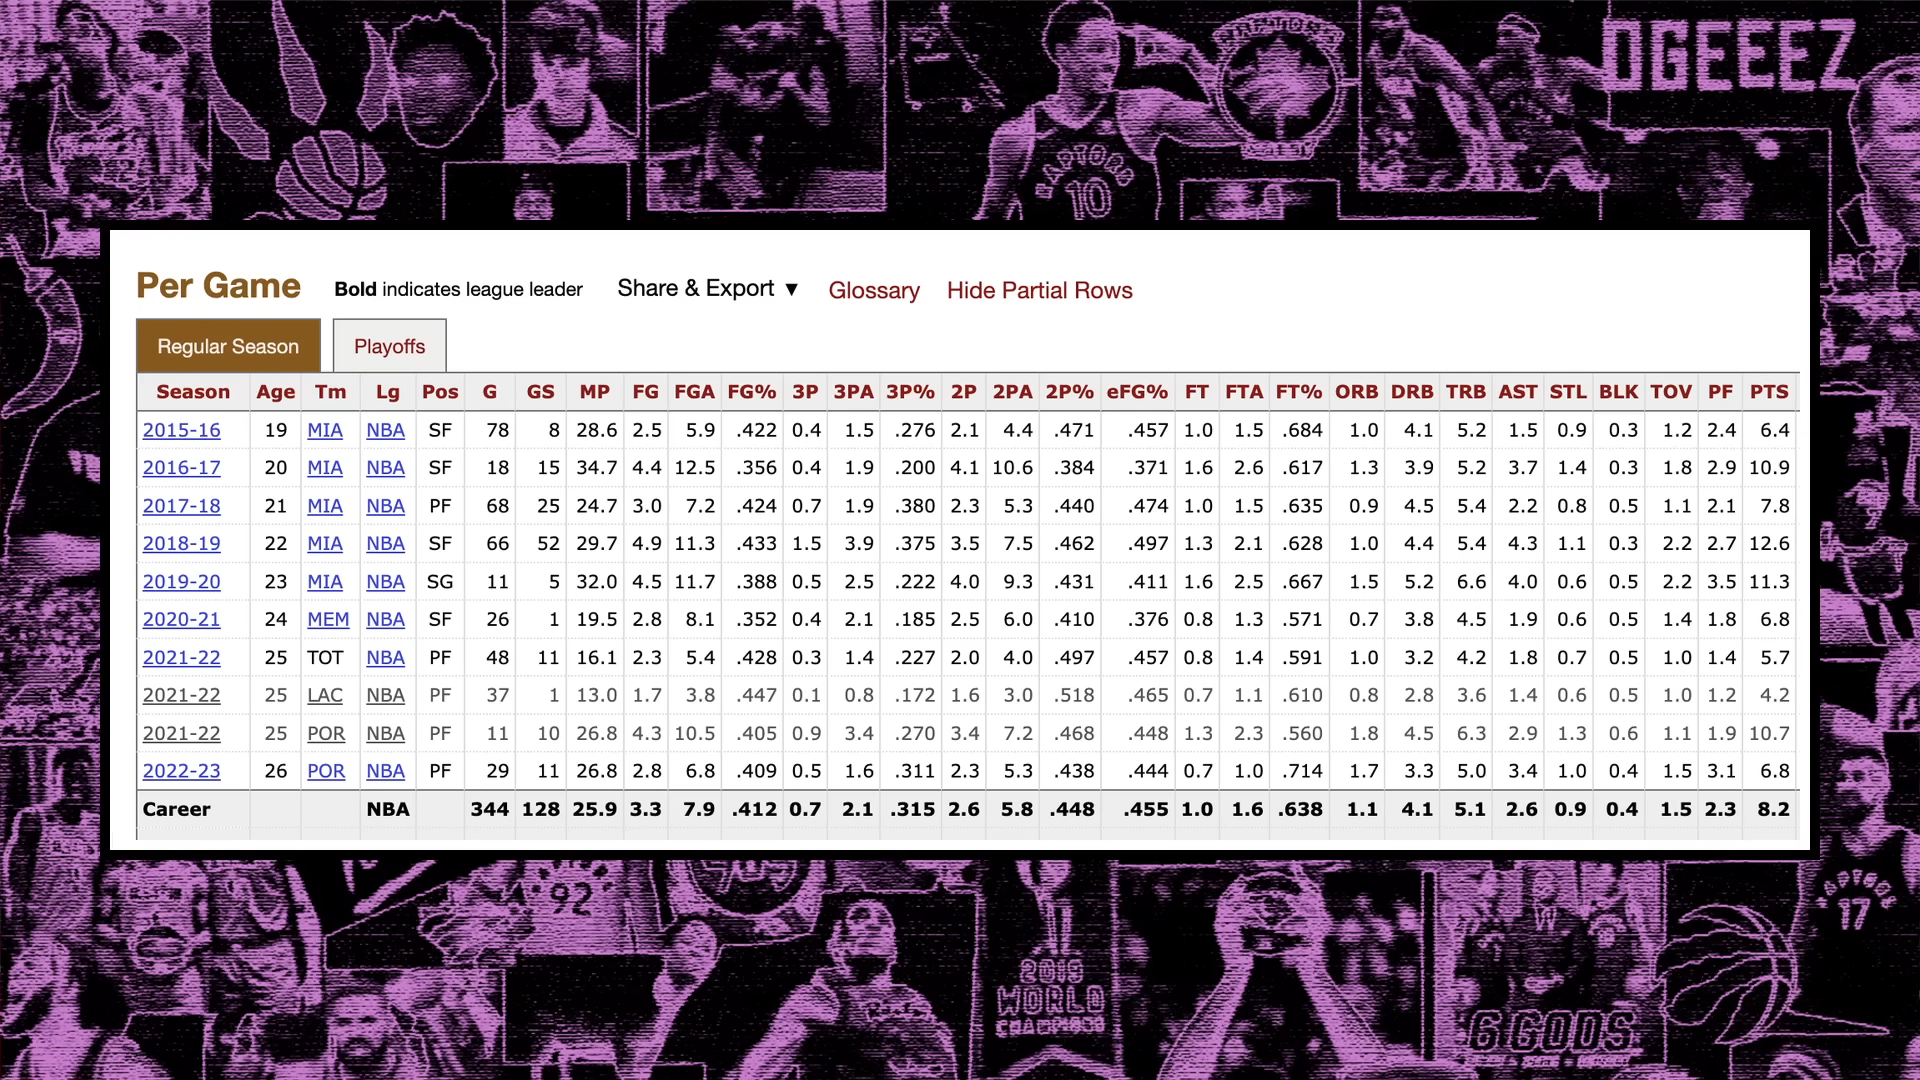 DGEEEZ
RAPTORS
10
Per Game Bold indicates league leader Share & Export ▼ Glossary Hide Partial Rows
Regular Season Playoffs
Season Age Tm Lg Pos G GS MP FG FGA FG% 3P 3PA 3P% 2P 2PA 2P% eFG% FT FTA FT% ORB DRB TRB AST STL BLK TOV PF PTS
2015-16 19 MIA NBA SF 78 8 28.6 2.5 5.9 .422 0.4 1.5 .276 2.1 4.4 .471 .457 1.0 1.5 .684 1.0 4.1 5.2 1.5 0.9 0.3 1.2 2.4 6.4
2016-17 20 MIA NBA SF 18 15 34.7 4.4 12.5 .356 0.4 1.9 .200 4.1 10.6 .384 .371 1.6 2.6 .617 1.3 3.9 5.2 3.7 1.4 0.3 1.8 2.9 10.9
2017-18 21 MIA NBA PF 68 25 24.7 3.0 7.2 .424 0.7 1.9 .380 2.3 5.3 .440 .474 1.0 1.5 .635 0.9 4.5 5.4 2.2 0.8 0.5 1.1 2.1 7.8
2018-19 22 MIA NBA SF 66 52 29.7 4.9 11.3 .433 1.5 3.9 .375 3.5 7.5 .462 .497 1.3 2.1 .628 1.0 4.4 5.4 4.3 1.1 0.3 2.2 2.7 12.6
2019-20 23 MIA NBA SG 11 5 32.0 4.5 11.7 .388 0.5 2.5 .222 4.0 9.3 .431 .411 1.6 2.5 .667 1.5 5.2 6.6 4.0 0.6 0.5 2.2 3.5 11.3
2020-21 24 MEM NBA SF 26 1 19.5 2.8 8.1 .352 0.4 2.1 .185 2.5 6.0 .410 .376 0.8 1.3 .571 0.7 3.8 4.5 1.9 0.6 0.5 1.4 1.8 6.8
2021-22 25 TOT NBA PF 48 11 16.1 2.3 5.4 .428 0.3 1.4 .227 2.0 4.0 .497 .457 0.8 1.4 .591 1.0 3.2 4.2 1.8 0.7 0.5 1.0 1.4 5.7
2021-22 25 LAC NBA PF 37 1 13.0 1.7 3.8 .447 0.1 0.8 .172 1.6 3.0 .518 .465 0.7 1.1 .610 0.8 2.8 3.6 1.4 0.6 0.5 1.0 1.2 4.2
2021-22 25 POR NBA PF 11 10 26.8 4.3 10.5 .405 0.9 3.4 .270 3.4 7.2 .468 .448 1.3 2.3 .560 1.8 4.5 6.3 2.9 1.3 0.6 1.1 1.9 10.7
2022-23 26 POR NBA PF 29 11 26.8 2.8 6.8 .409 0.5 1.6 .311 2.3 5.3 .438 .444 0.7 1.0 .714 1.7 3.3 5.0 3.4 1.0 0.4 1.5 3.1 6.8
Career NBA 344 128 25.9 3.3 7.9 .412 0.7 2.1 .315 2.6 5.8 .448 .455 1.0 1.6 .638 1.1 4.1 5.1 2.6 0.9 0.4 1.5 2.3 8.2
92
17
2019
WORLD
CHAMPIONS
6GODS